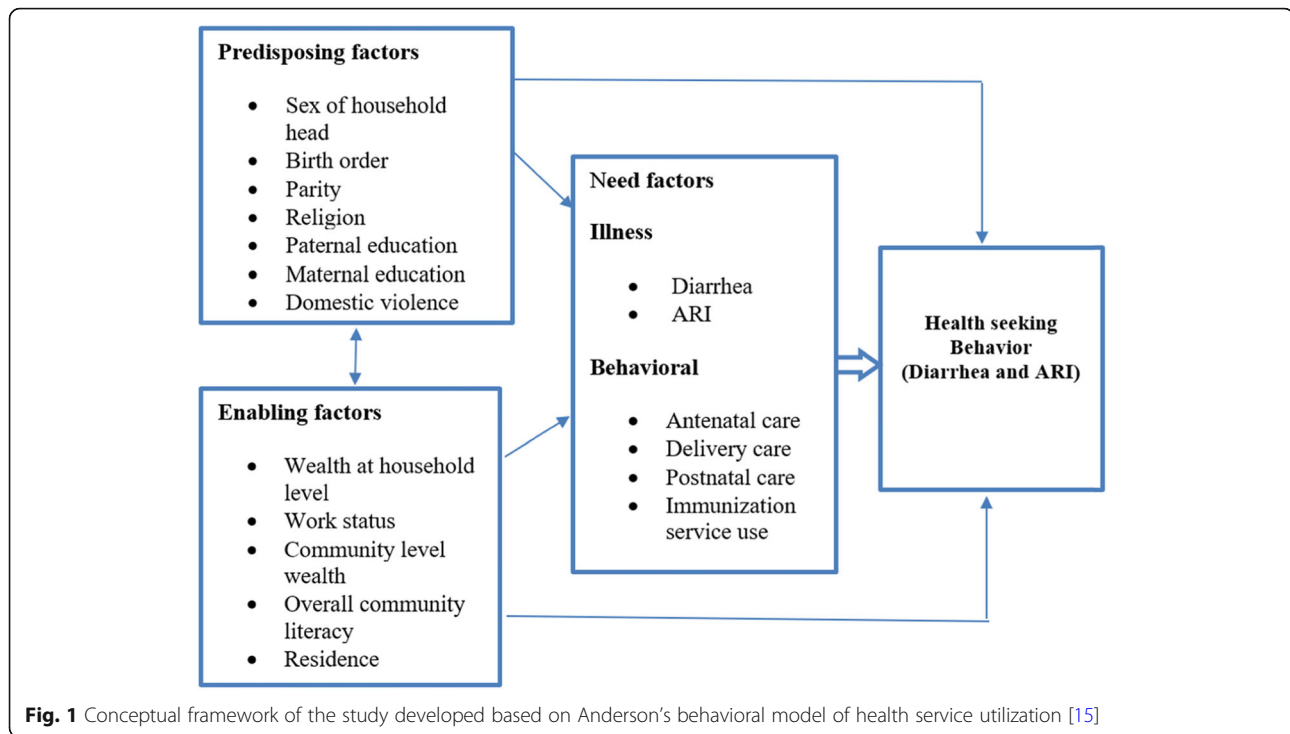 Predisposing factors
• Sex of household
head
• Birth order
• Parity
• Religion
• Paternal education
• Maternal education
• Domestic violence
Enabling factors
• Wealth at household
level
• Work status
• Community level
wealth
• Overall community
literacy
• Residence
Need factors
Illness
• Diarrhea
• ARI
Behavioral
• Antenatal care
• Delivery care
• Postnatal care
• Immunization
service use
Health seeking
Behavior
(Diarrhea and ARI)
Fig. 1 Conceptual framework of the study developed based on Anderson's behavioral model of health service utilization [15]